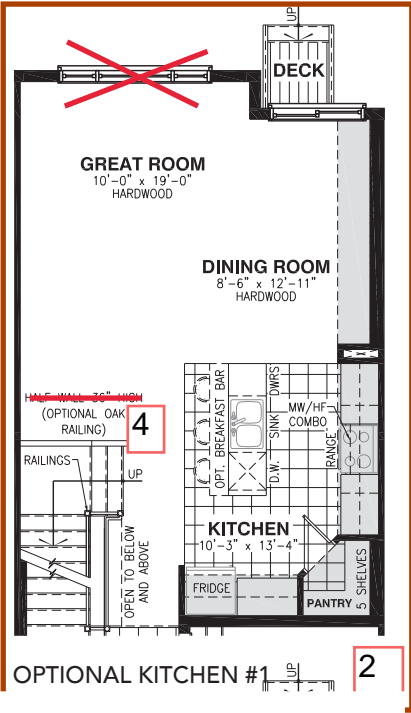 UP
DECK
GREAT ROOM
10'-0" x 19'-0"
HARDWOOD
DINING ROOM
8'-6" x 12'-11"
HARDWOOD
HALF WALL 36" HIGH
(OPTIONAL OAK
RAILING)
4
RAILINGS
UP
OPEN TO BELOW
AND ABOVE
OPT. BREAKFAST BAR
D.W. SINK DWRS
MW/HF
COMBO
RANGE
KITCHEN
10'-3" x 13'-4"
FRIDGE
PANTRY
5 SHELVES
OPTIONAL KITCHEN #1
UP
2